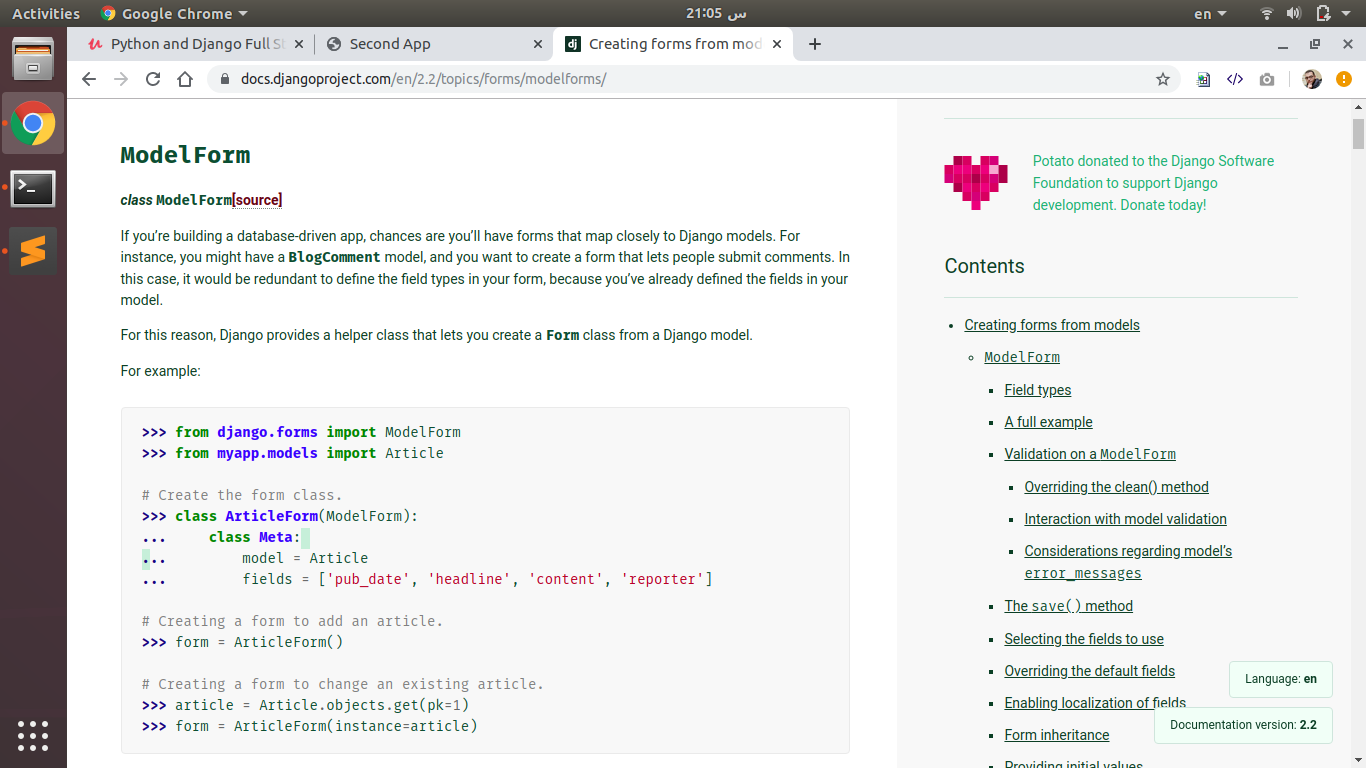 Activities
Google Chrome
21:05 س
en
Python and Django Full St
Second App
Creating forms from mod
docs.djangoproject.com/en/2.2/topics/forms/modelforms/
ModelForm
class ModelForm[source]
If you’re building a database-driven app, chances are you’ll have forms that map closely to Django models. For
instance, you might have a BlogComment model, and you want to create a form that lets people submit comments. In
this case, it would be redundant to define the field types in your form, because you’ve already defined the fields in your
model.
For this reason, Django provides a helper class that lets you create a Form class from a Django model.
For example:
>>> from django.forms import ModelForm
>>> from myapp.models import Article
# Create the form class.
>>> class ArticleForm(ModelForm):
...     class Meta:
...         model = Article
...         fields = ['pub_date', 'headline', 'content', 'reporter']
# Creating a form to add an article.
>>> form = ArticleForm()
# Creating a form to change an existing article.
>>> article = Article.objects.get(pk=1)
>>> form = ArticleForm(instance=article)
Potato donated to the Django Software
Foundation to support Django
development. Donate today!
Contents
Creating forms from models
ModelForm
Field types
A full example
Validation on a ModelForm
Overriding the clean() method
Interaction with model validation
Considerations regarding model’s
error_messages
The save() method
Selecting the fields to use
Overriding the default fields
Enabling localization of fields
Form inheritance
Providing initial values
Language: en
Documentation version: 2.2